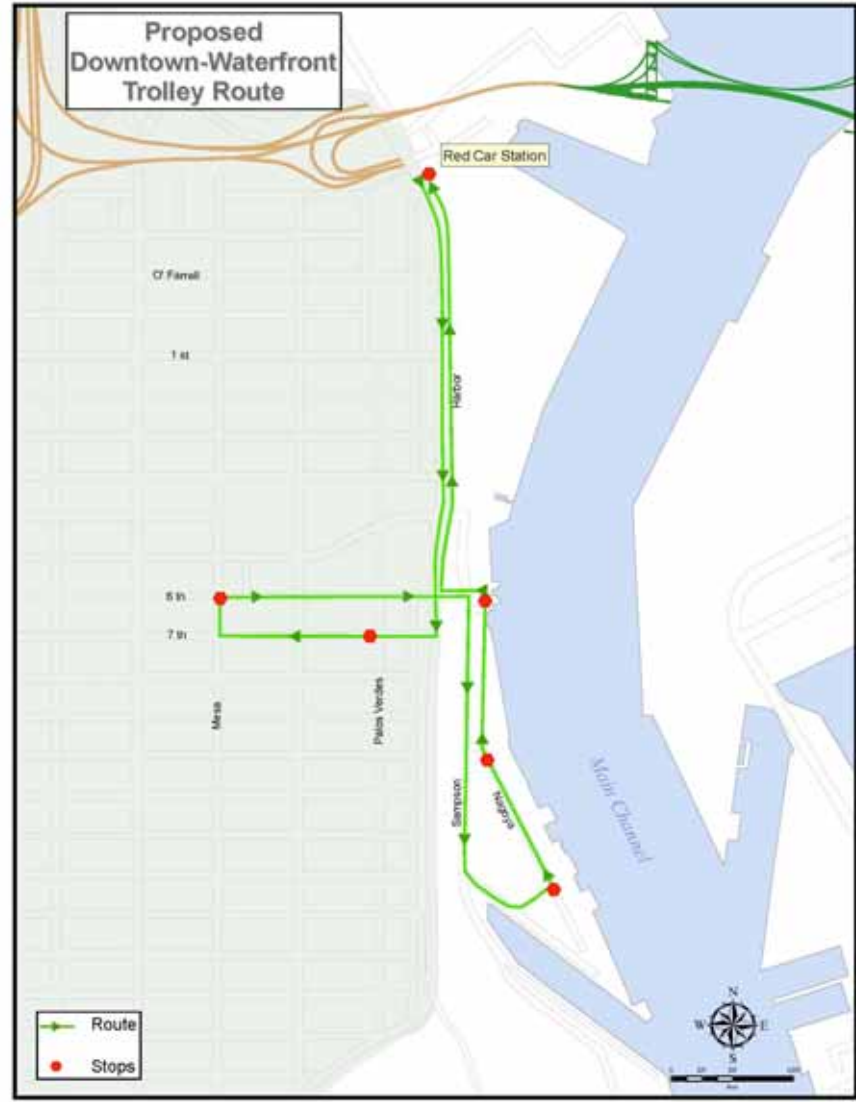 Proposed
Downtown-Waterfront
Trolley Route
Red Car Station
O' Farrell
1 st
Harbor
6 th
7 th
Mesa
Palos Verdes
Sampson
Nagoya
Main Channel
N
W E
S
Route
Stops